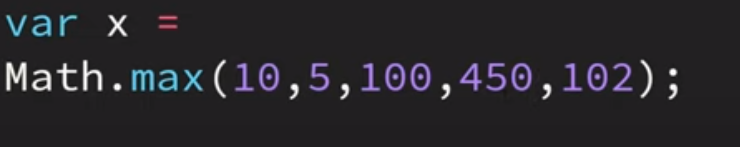 var x =
Math.max(10,5,100,450,102);